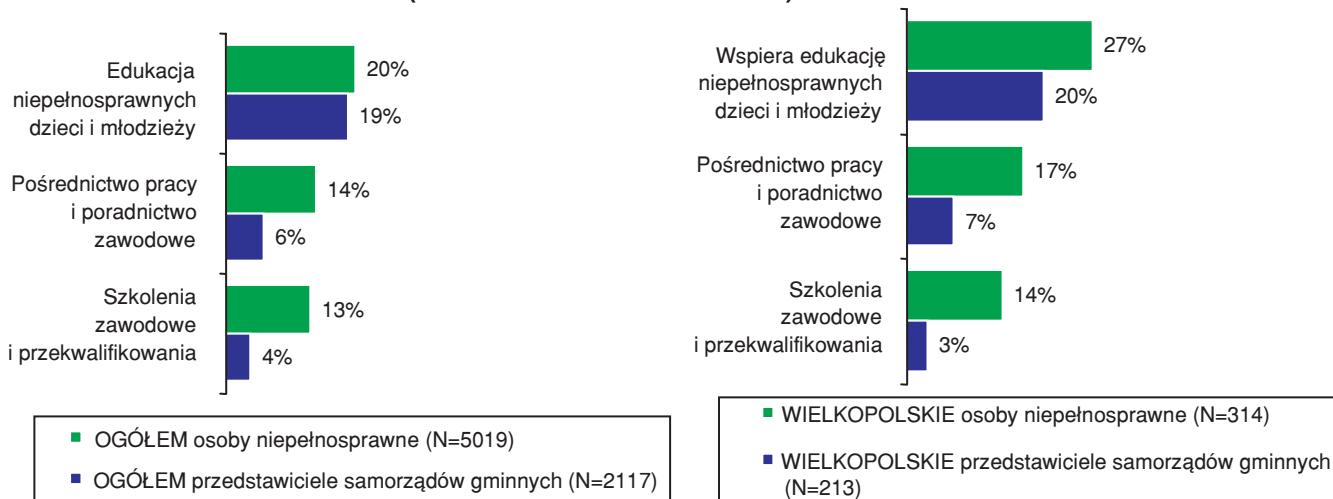 Edukacja
niepełnosprawnych
dzieci i młodzieży
20%
19%
Pośrednictwo pracy
i poradnictwo
zawodowe
14%
6%
Szkolenia
zawodowe
i przekwalifikowania
13%
4%
OGÓŁEM osoby niepełnosprawne (N=5019)
OGÓŁEM przedstawiciele samorządów gminnych (N=2117)
Wspiera edukację
niepełnosprawnych
dzieci i młodzieży
27%
20%
Pośrednictwo pracy
i poradnictwo
zawodowe
17%
7%
Szkolenia
zawodowe
i przekwalifikowania
14%
3%
WIELKOPOLSKIE osoby niepełnosprawne (N=314)
WIELKOPOLSKIE przedstawiciele samorządów gminnych
(N=213)